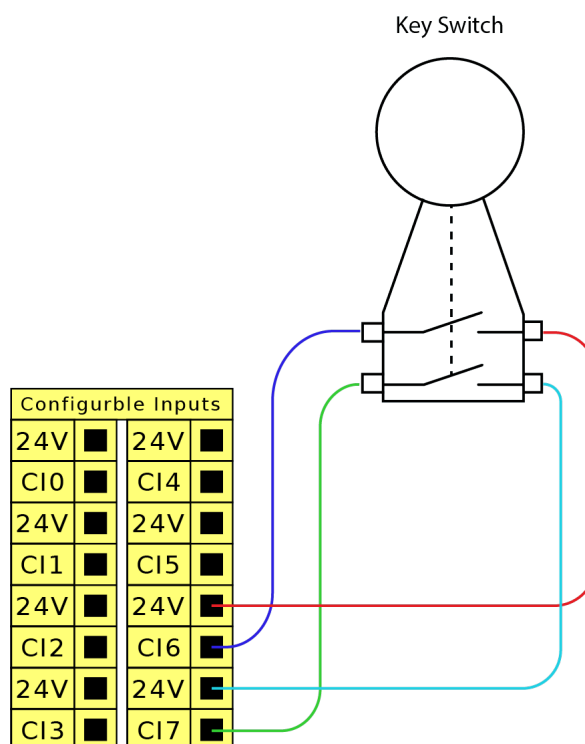 Key Switch
Configurble Inputs
24V 24V
CI0 CI4
24V 24V
CI1 CI5
24V 24V
CI2 CI6
24V 24V
CI3 CI7